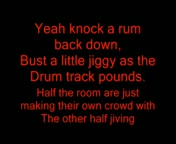 Yeah knock a rum
back down,
Bust a little jiggy as the
Drum track pounds.
Half the room are just
making their own crowd with
The other half jiving